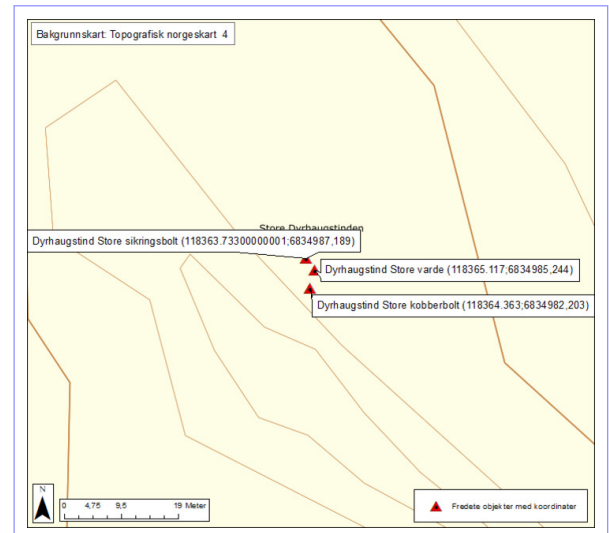 Bakgrunnskart: Topografisk norgeskart 4
Store Dyrhaugstinden
Dyrhaugstind Store sikringsbolt (118363.73300000001;6834987,189)
Dyrhaugstind Store varde (118365.117;6834985,244)
Dyrhaugstind Store kobberbolt (118364.363;6834982,203)
N
0 4,75 9,5 19 Meter
Fredete objekter med koordinater